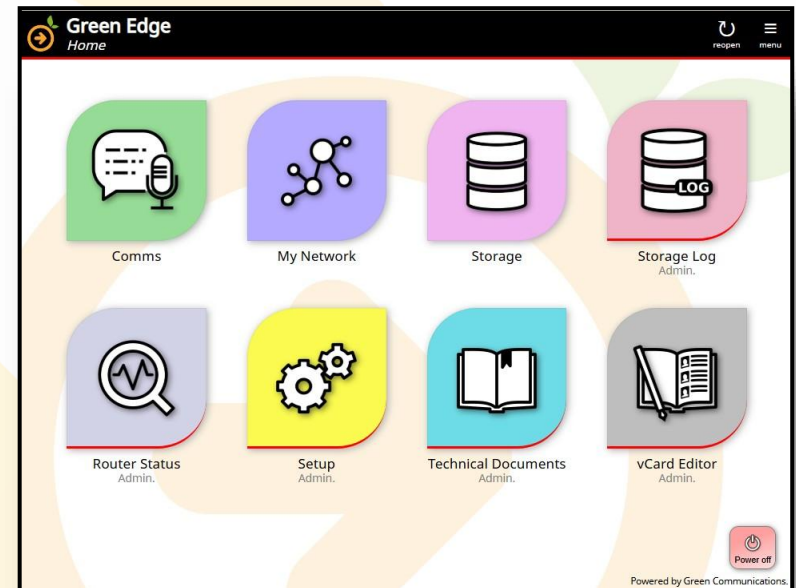 Green Edge
Home
reopen
menu
Comms
My Network
Storage
LOG
Storage Log
Admin.
Router Status
Admin.
Setup
Admin.
Technical Documents
Admin.
vCard Editor
Admin.
Power off
Powered by Green Communications.